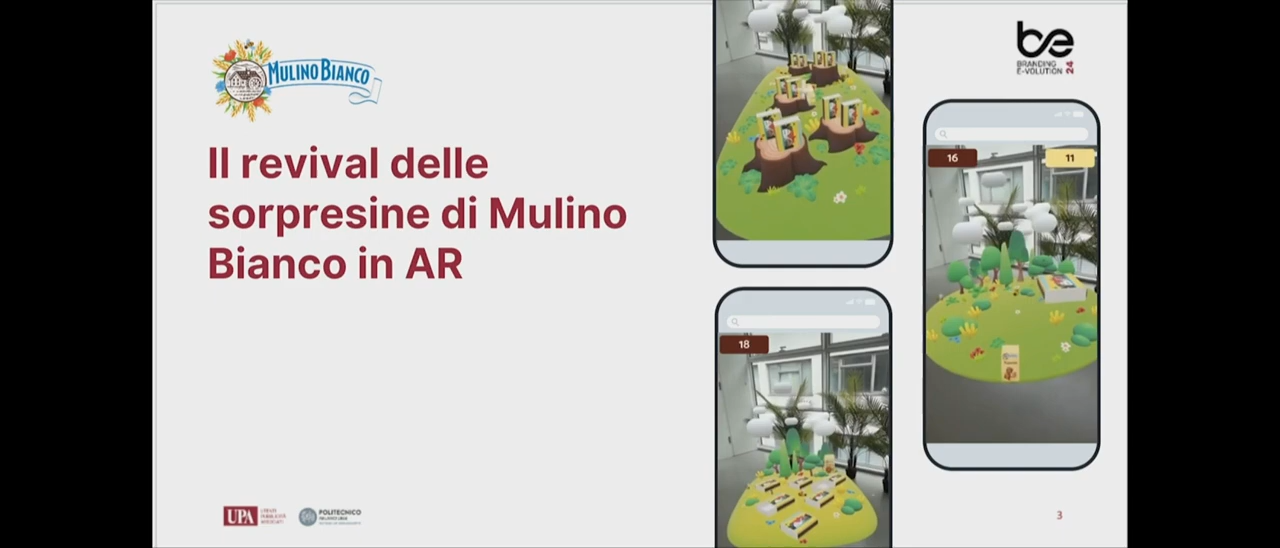 MULINO BIANCO
Il revival delle
sorpresine di Mulino
Bianco in AR
be
BRANDING
E-VOLUTION 24
16
11
18
UPA
POLITECNICO
3